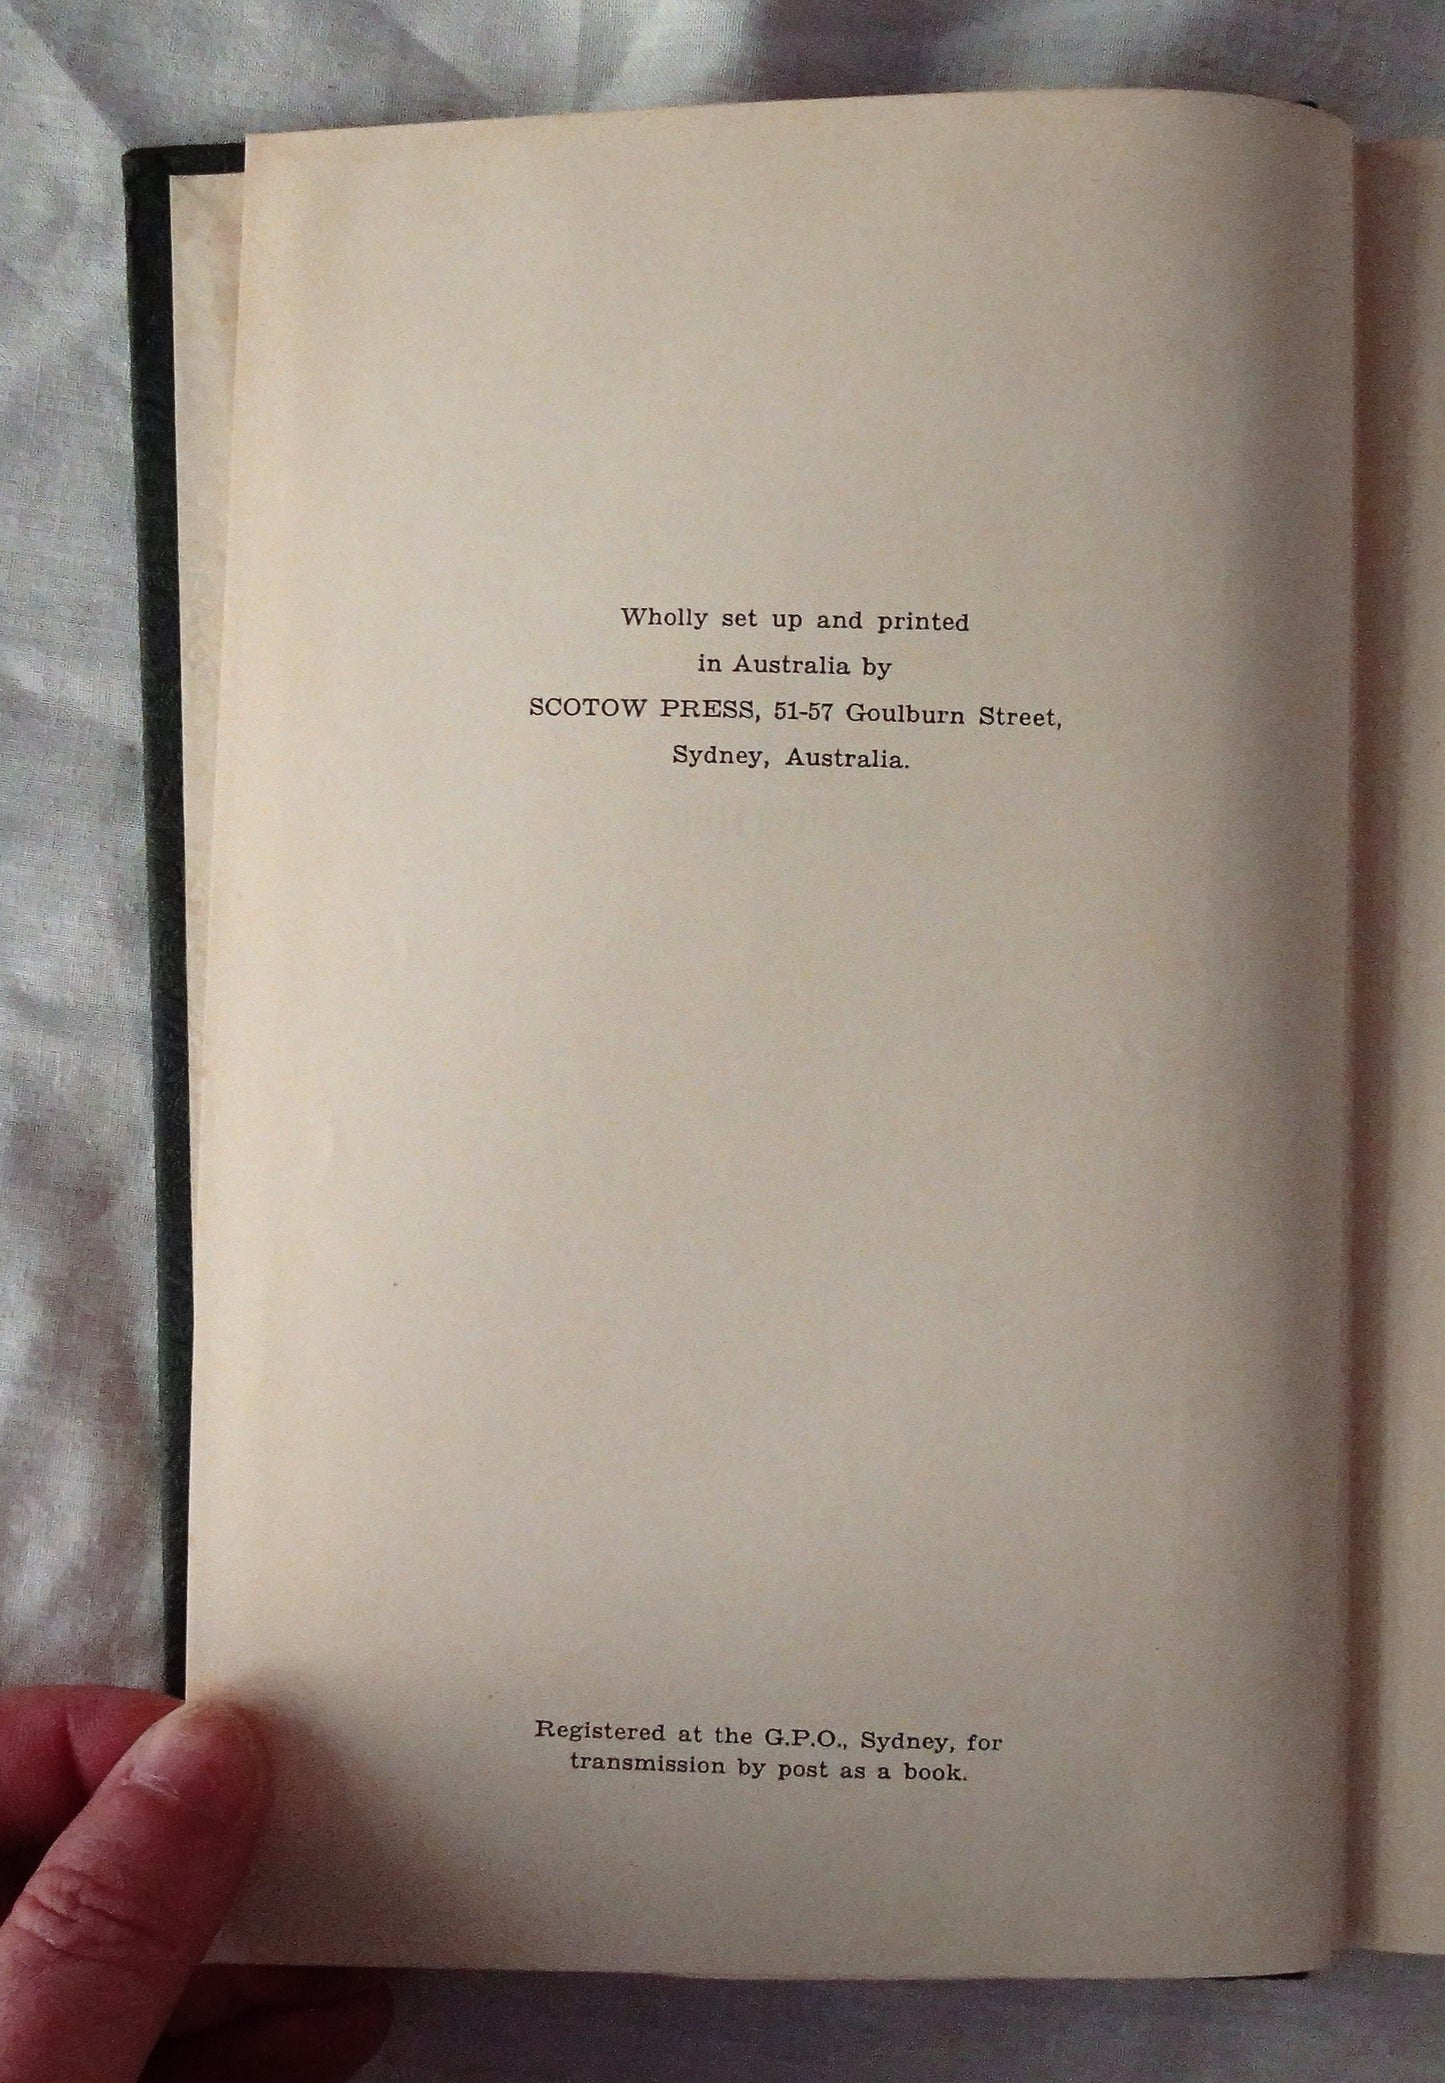 Wholly set up and printed
in Australia by
SCOTOW PRESS, 51-57 Goulburn Street,
Sydney, Australia.
Registered at the G.P.O., Sydney, for
transmission by post as a book.